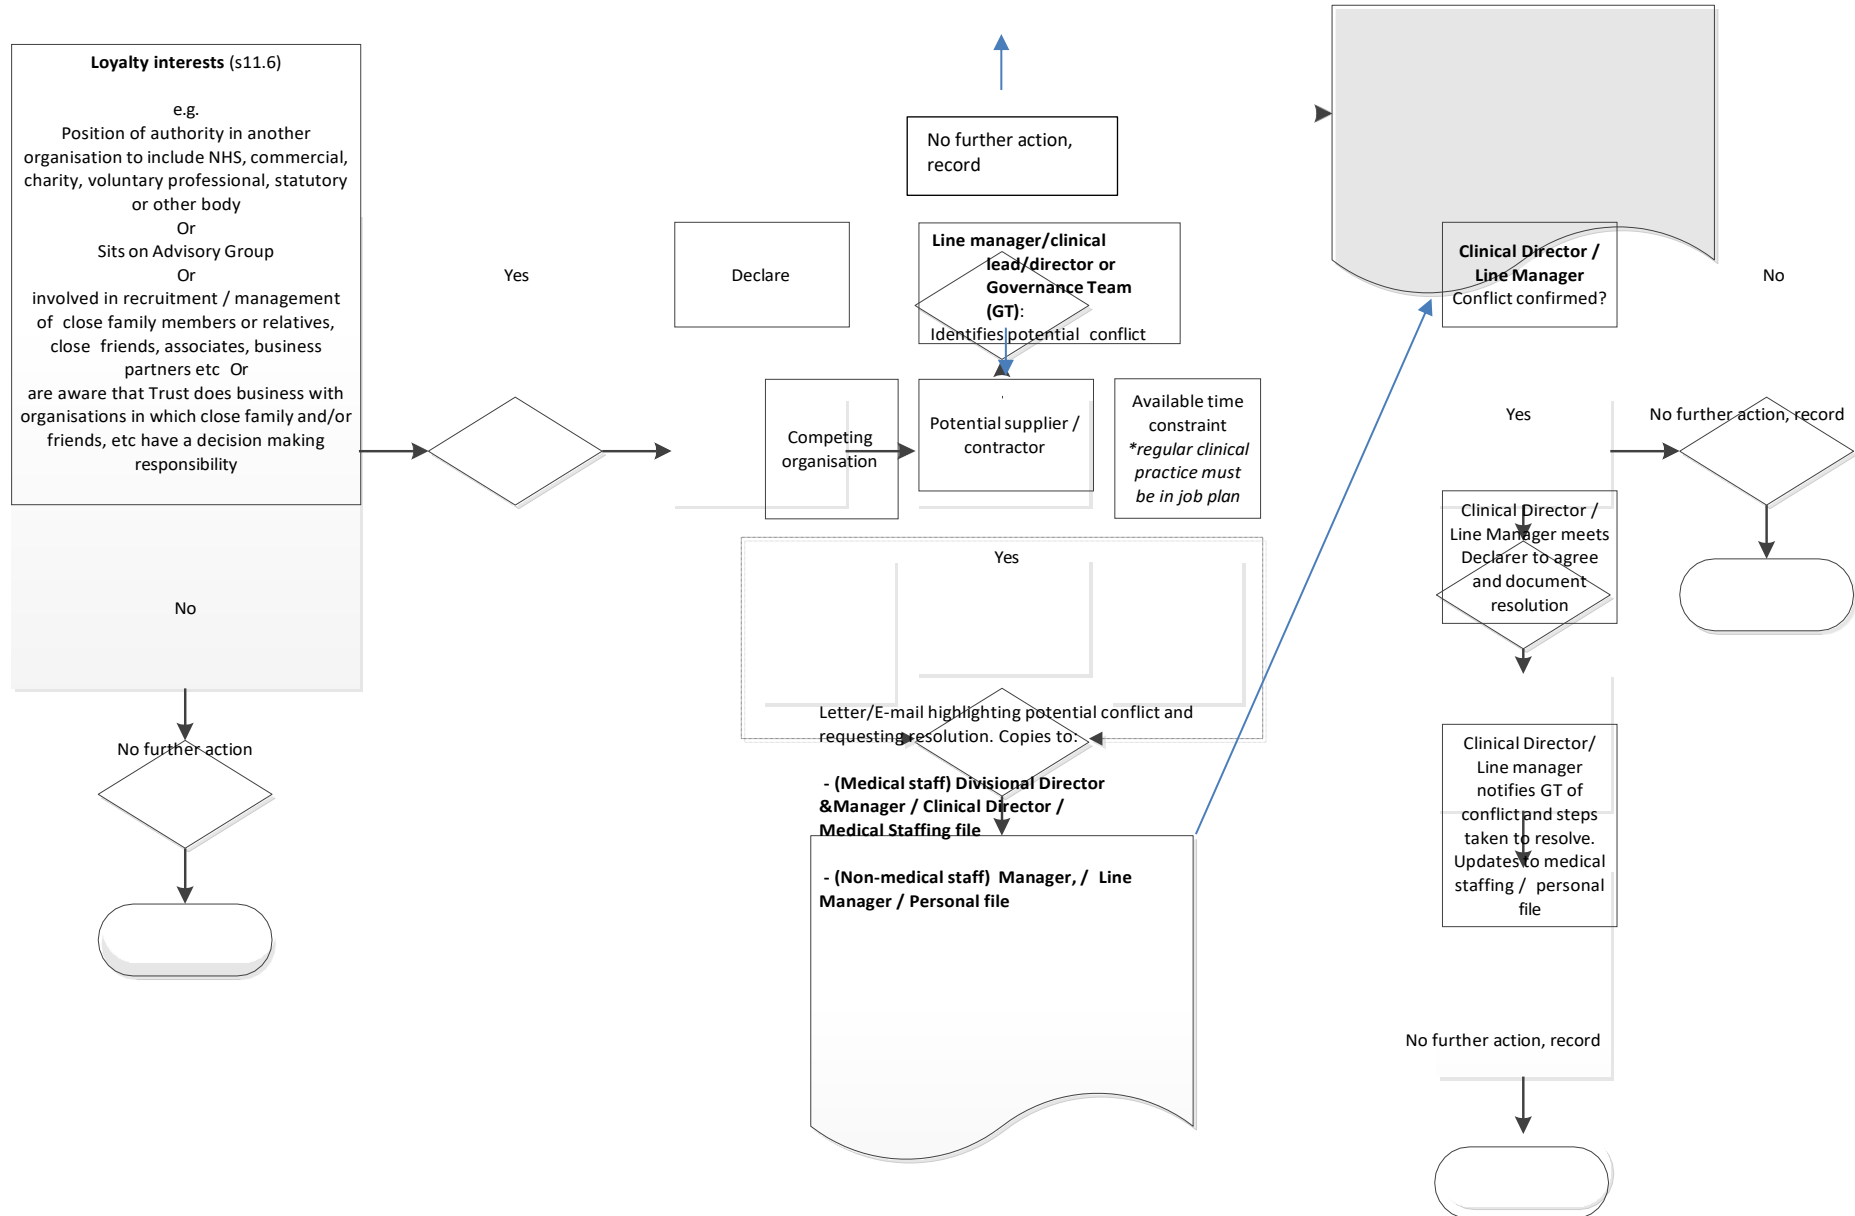 Loyalty interests (s11.6)
e.g.
Position of authority in another
organisation to include NHS, commercial,
charity, voluntary professional, statutory
or other body
Or
Sits on Advisory Group
Or
involved in recruitment / management
of close family members or relatives,
close friends, associates, business
partners etc Or
are aware that Trust does business with
organisations in which close family and/or
friends, etc have a decision making
responsibility
No
No further action
Yes
Declare
No further action,
record
Line manager/clinical
lead/director or
Governance Team
(GT):
Identifies potential conflict
Competing
organisation
Potential supplier /
contractor
Available time
constraint
*regular clinical
practice must
be in job plan
Yes
Letter/E-mail highlighting potential conflict and
requesting resolution. Copies to:
- (Medical staff) Divisional Director
&Manager / Clinical Director /
Medical Staffing file
- (Non-medical staff) Manager, / Line
Manager / Personal file
Clinical Director /
Line Manager
Conflict confirmed?
No
Yes
No further action, record
Clinical Director /
Line Manager meets
Declarer to agree
and document
resolution
Clinical Director/
Line manager
notifies GT of
conflict and steps
taken to resolve.
Updates to medical
staffing / personal
file
No further action, record